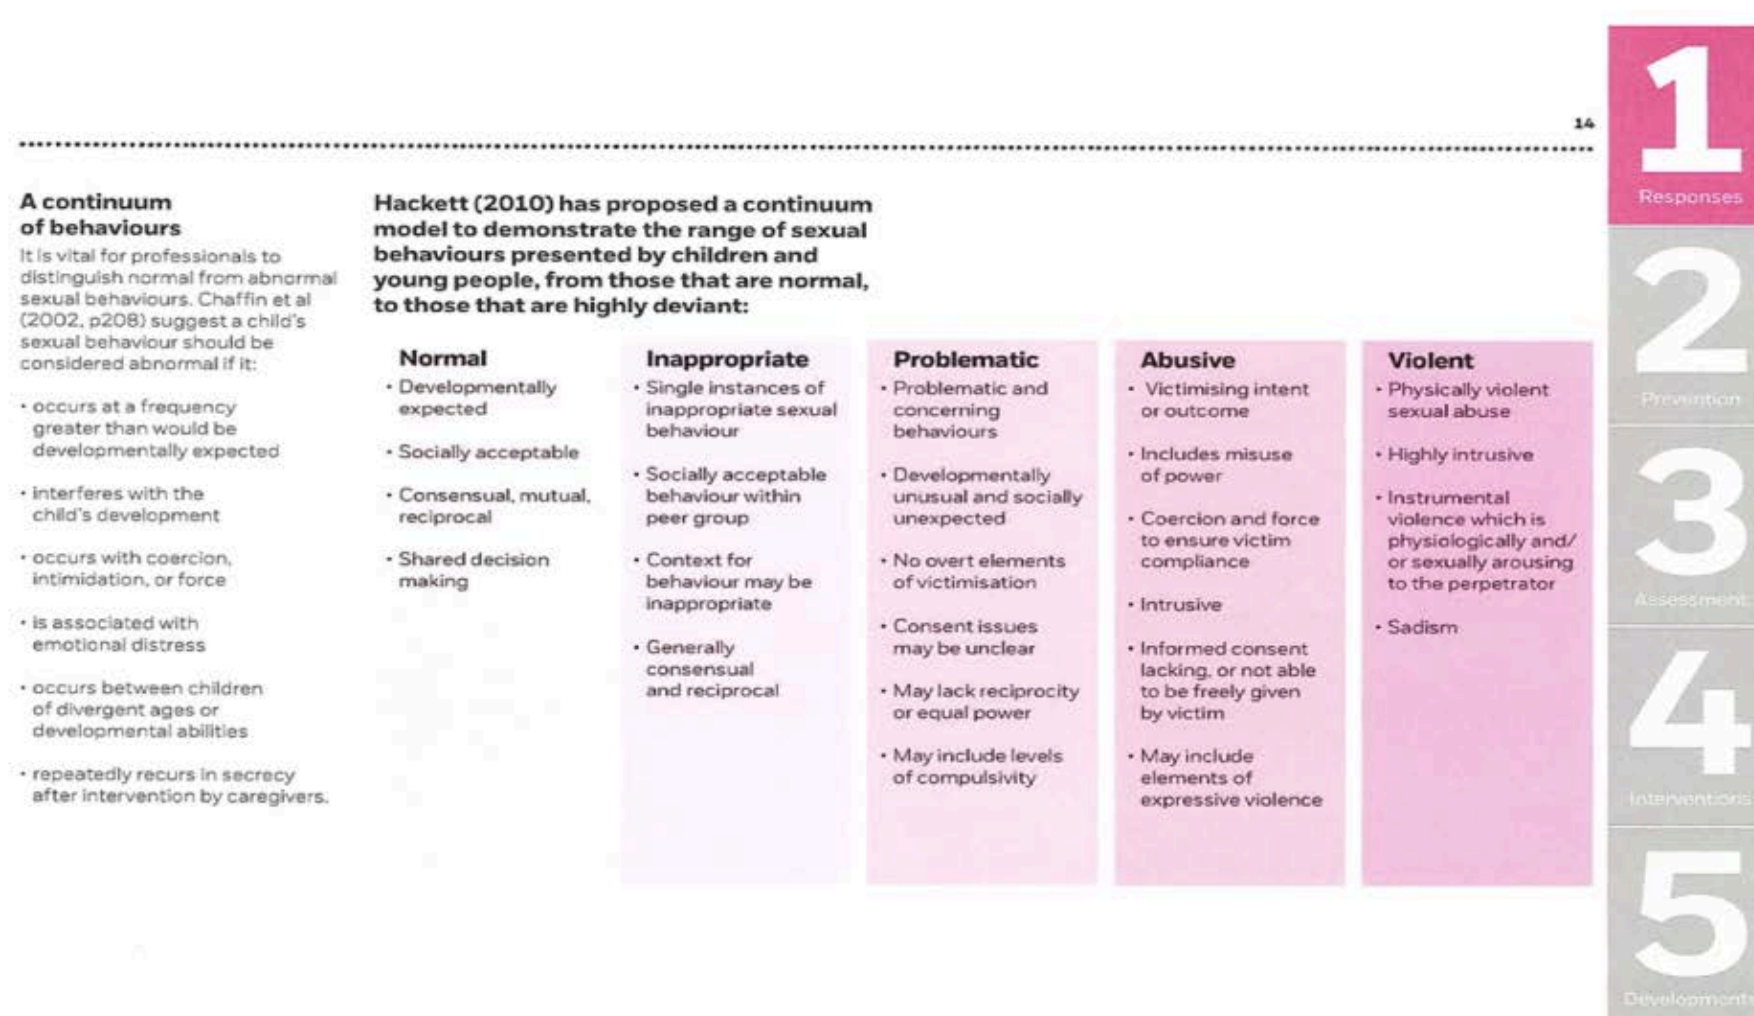 14
A continuum
of behaviours
It is vital for professionals to
distinguish normal from abnormal
sexual behaviours. Chaffin et al
(2002, p208) suggest a child's
sexual behaviour should be
considered abnormal if it:
• occurs at a frequency
greater than would be
developmentally expected
• interferes with the
child's development
• occurs with coercion,
intimidation, or force
• is associated with
emotional distress
• occurs between children
of divergent ages or
developmental abilities
• repeatedly recurs in secrecy
after intervention by caregivers.
Hackett (2010) has proposed a continuum
model to demonstrate the range of sexual
behaviours presented by children and
young people, from those that are normal,
to those that are highly deviant:
Normal
• Developmentally
expected
• Socially acceptable
• Consensual, mutual,
reciprocal
• Shared decision
making
Inappropriate
• Single instances of
inappropriate sexual
behaviour
• Socially acceptable
behaviour within
peer group
• Context for
behaviour may be
inappropriate
• Generally
consensual
and reciprocal
Problematic
• Problematic and
concerning
behaviours
• Developmentally
unusual and socially
unexpected
• No overt elements
of victimisation
• Consent issues
may be unclear
• May lack reciprocity
or equal power
• May include levels
of compulsivity
Abusive
• Victimising intent
or outcome
• Includes misuse
of power
• Coercion and force
to ensure victim
compliance
• Intrusive
• Informed consent
lacking, or not able
to be freely given
by victim
• May include
elements of
expressive violence
Violent
• Physically violent
sexual abuse
• Highly intrusive
• Instrumental
violence which is
physiologically and/
or sexually arousing
to the perpetrator
• Sadism
1
Responses
2
Prevention
3
Assessment
4
Interventions
5
Developments